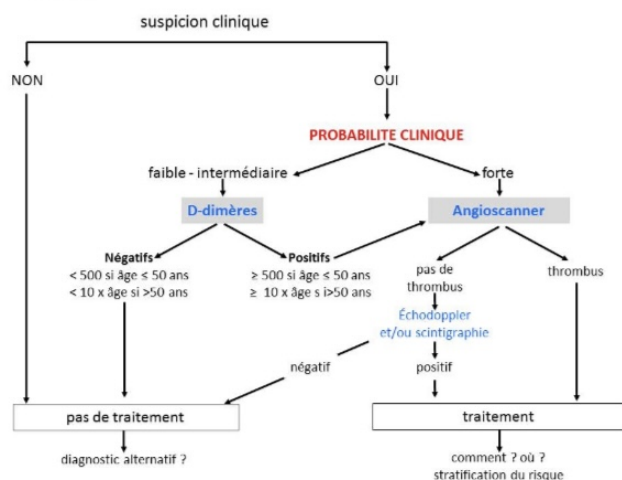 suspicion clinique
NON
OUI
PROBABILITE CLINIQUE
faible - intermédiaire
forte
D-dimères
Angioscanner
Négatifs
< 500 si âge ≤ 50 ans
< 10 x âge si >50 ans
Positifs
≥ 500 si âge ≤ 50 ans
≥ 10 x âge s i>50 ans
pas de
thrombus
thrombus
Échodoppler
et/ou scintigraphie
négatif
positif
pas de traitement
traitement
diagnostic alternatif ?
comment ? où ?
stratification du risque